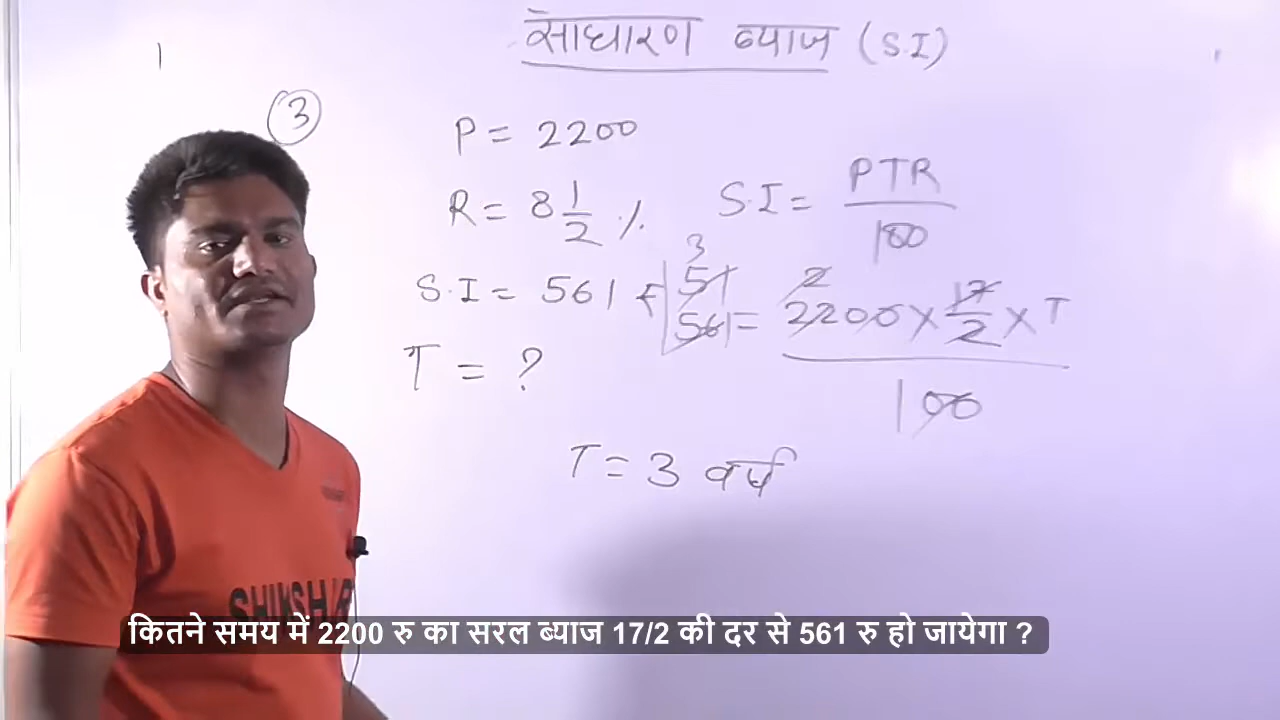 साधारण ब्याज (S.I)
3
P = 2200
R = 8 1/2 %
S.I = PTR/100
S.I = 561 ₹
3
51
561 = 2200 × 17/2 × T / 100
2
T = ?
T = 3 वर्ष
कितने समय में 2200 रु का सरल ब्याज 17/2 की दर से 561 रु हो जायेगा ?